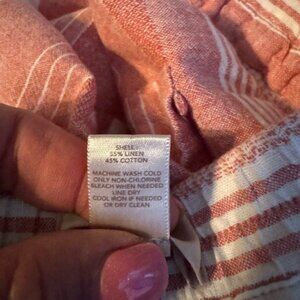 SHELL:
55% LINEN
45% COTTON
MACHINE WASH COLD
ONLY NON-CHLORINE
BLEACH WHEN NEEDED
LINE DRY
COOL IRON IF NEEDED
OR DRY CLEAN